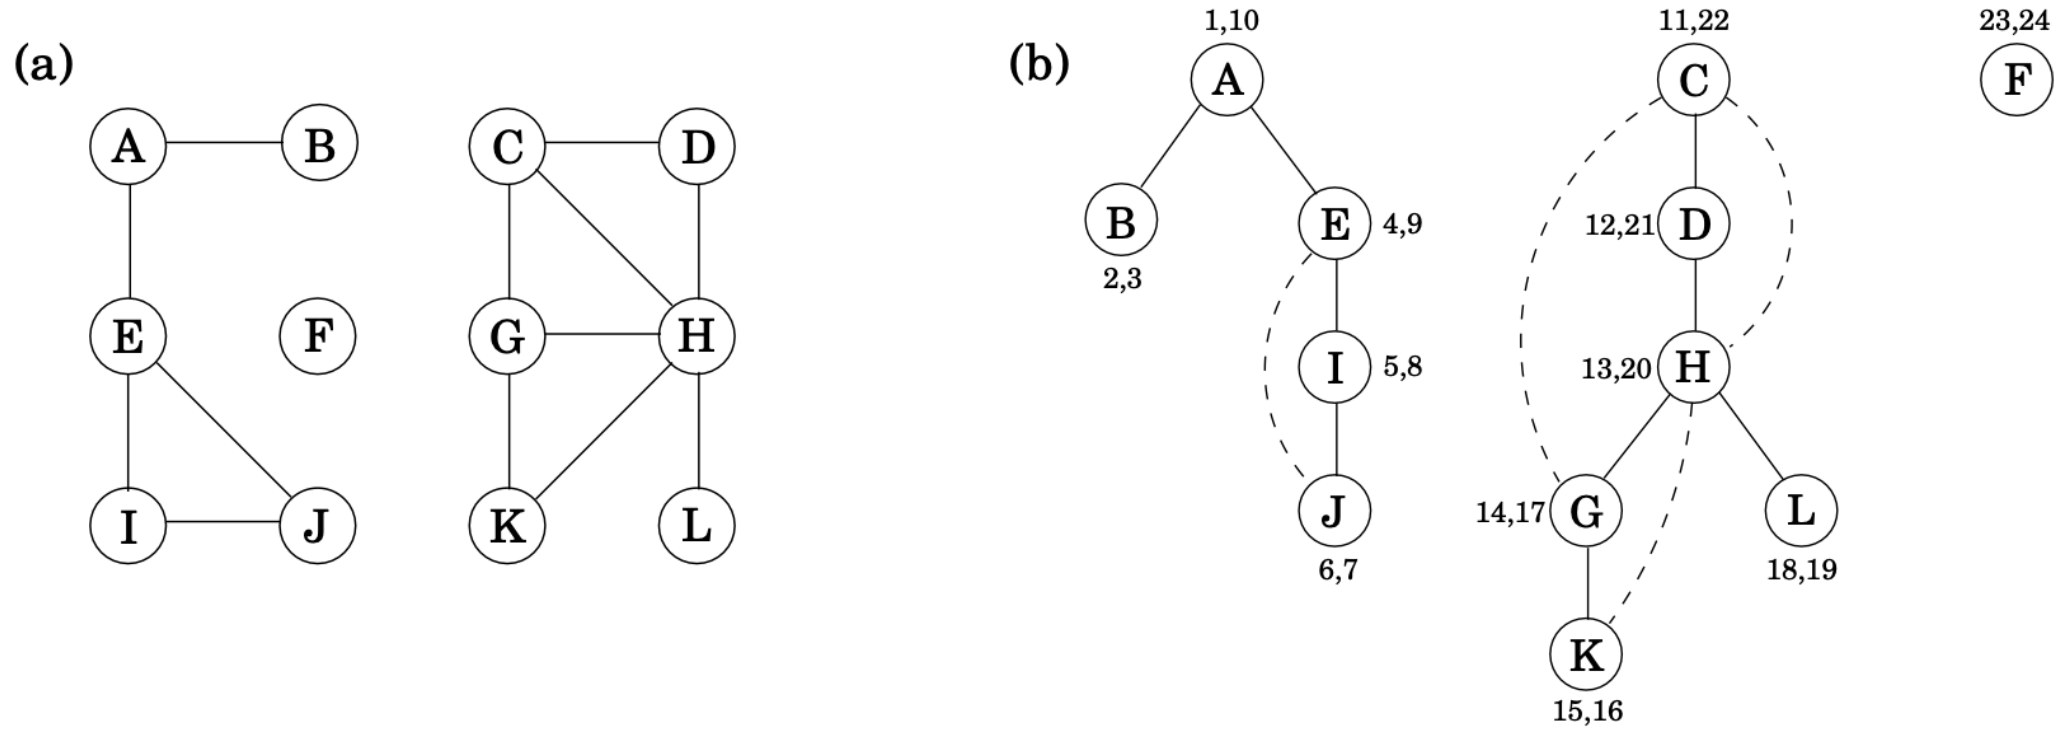 (a)
A B C D
E F G H
I J K L
(b)
1,10 11,22 23,24
A C F
B E 4,9 12,21 D
2,3
I 5,8 13,20 H
J 14,17 G L
6,7 18,19
K
15,16